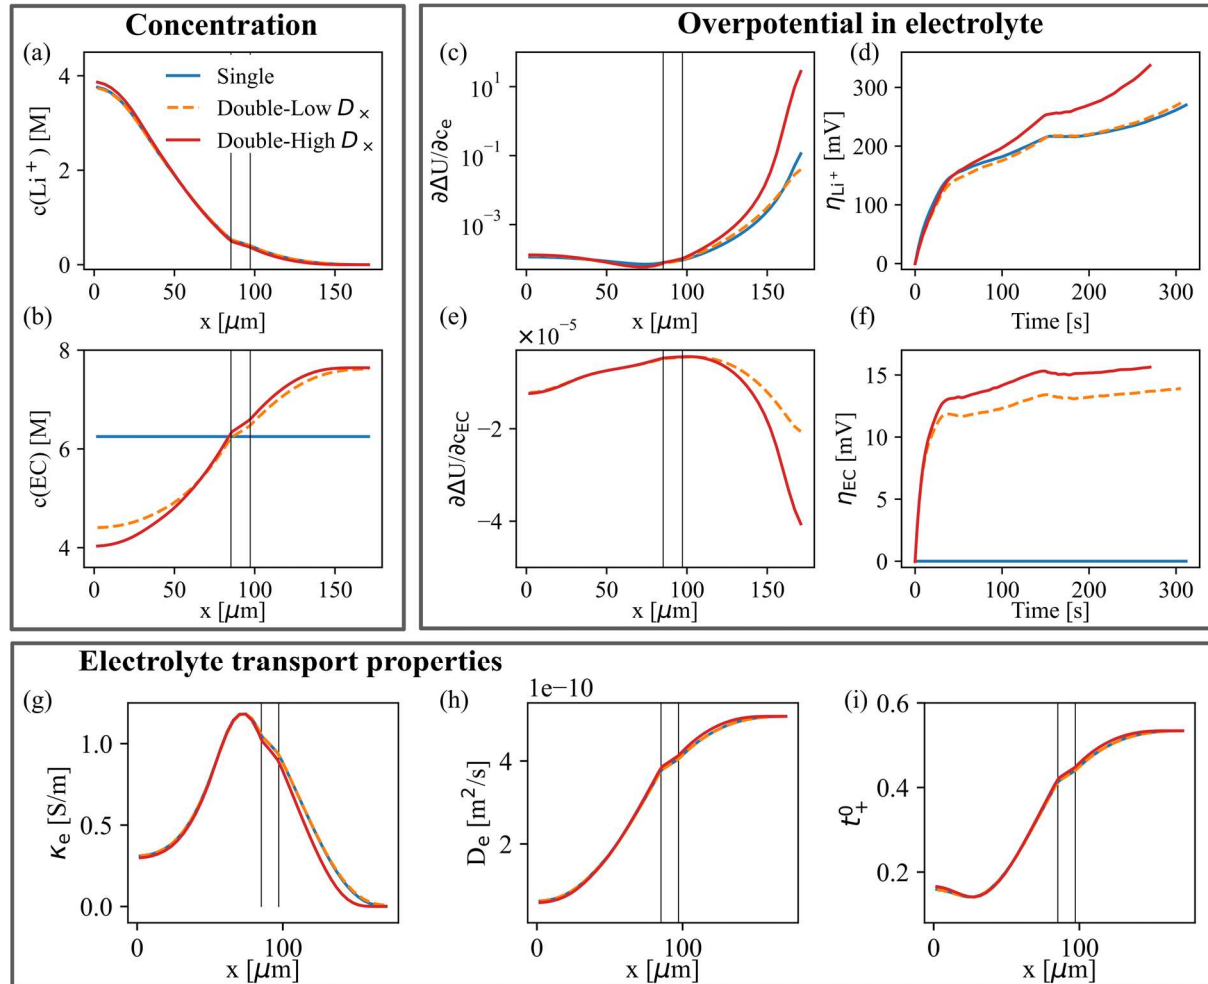 Concentration
(a)
c(Li⁺) [M]
4
2
0
Single
Double-Low D×
Double-High D×
0 50 100 150
x [μm]
(b)
c(EC) [M]
8
6
4
0 50 100 150
x [μm]
Overpotential in electrolyte
(c)
∂ΔU/∂cₑ
10¹
10⁻¹
10⁻³
0 50 100 150
x [μm]
(d)
η Li⁺ [mV]
300
200
100
0
0 100 200 300
Time [s]
(e)
×10⁻⁵
∂ΔU/∂c EC
−2
−4
0 50 100 150
x [μm]
(f)
η EC [mV]
15
10
5
0
0 100 200 300
Time [s]
Electrolyte transport properties
(g)
κₑ [S/m]
1.0
0.5
0.0
0 100
x [μm]
(h)
1e−10
Dₑ [m²/s]
4
2
0 100
x [μm]
(i)
t⁰₊
0.6
0.4
0.2
0 100
x [μm]